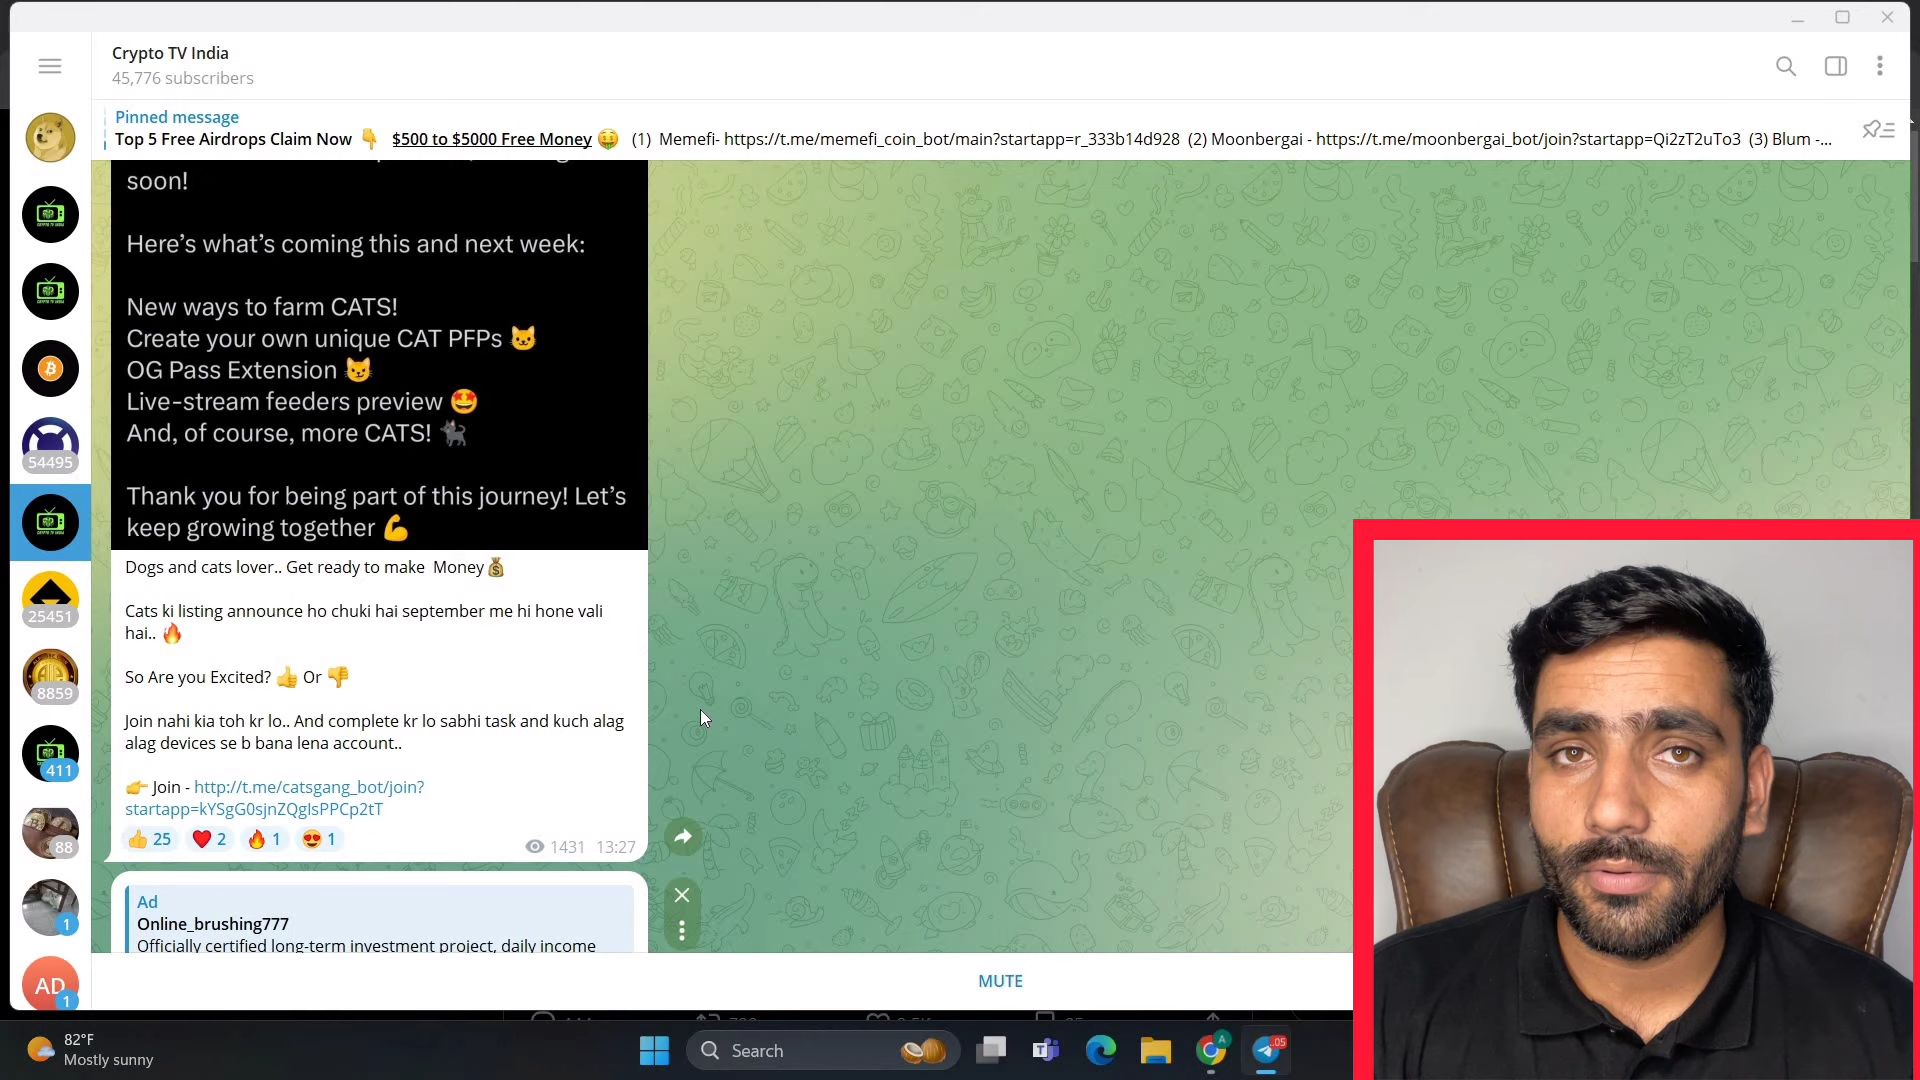 Crypto TV India
45,776 subscribers
Pinned message
Top 5 Free Airdrops Claim Now 👇 $500 to $5000 Free Money 🤑 (1) Memefi- https://t.me/memefi_coin_bot/main?startapp=r_333b14d928 (2) Moonbergai - https://t.me/moonbergai_bot/join?startapp=Qi2zT2uTo3 (3) Blum -...
soon!
Here's what's coming this and next week:
New ways to farm CATS!
Create your own unique CAT PFPs 🐱
OG Pass Extension 😼
Live-stream feeders preview 🤩
And, of course, more CATS! 🐈‍⬛
Thank you for being part of this journey! Let's
keep growing together 💪
Dogs and cats lover.. Get ready to make Money💰
Cats ki listing announce ho chuki hai september me hi hone vali
hai.. 🔥
So Are you Excited? 👍 Or 👎
Join nahi kia toh kr lo.. And complete kr lo sabhi task and kuch alag
alag devices se b bana lena account..
👉 Join - http://t.me/catsgang_bot/join?
startapp=kYSgG0sjnZQgIsPPCp2tT
👍 25 ❤️ 2 🔥 1 😍 1
1431 13:27
Ad
Online_brushing777
Officially certified long-term investment project, daily income
MUTE
54495
25451
8859
411
88
1
AD
1
82°F
Mostly sunny
Search
A
.05